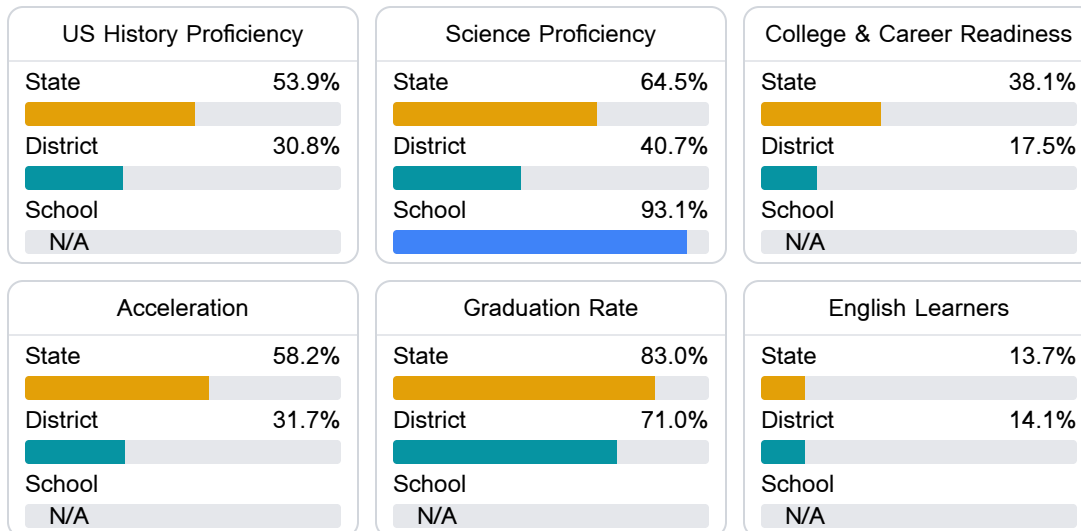 US History Proficiency
State 53.9%
District 30.8%
School
N/A
Science Proficiency
State 64.5%
District 40.7%
School 93.1%
College & Career Readiness
State 38.1%
District 17.5%
School
N/A
Acceleration
State 58.2%
District 31.7%
School
N/A
Graduation Rate
State 83.0%
District 71.0%
School
N/A
English Learners
State 13.7%
District 14.1%
School
N/A